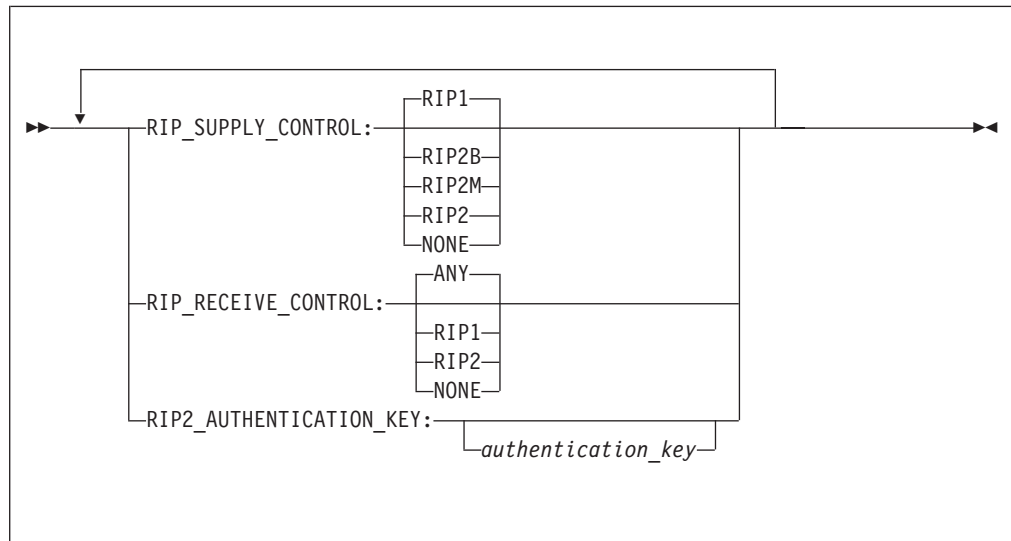 RIP1
RIP_SUPPLY_CONTROL:
RIP2B
RIP2M
RIP2
NONE
ANY
RIP_RECEIVE_CONTROL:
RIP1
RIP2
NONE
RIP2_AUTHENTICATION_KEY:
authentication_key